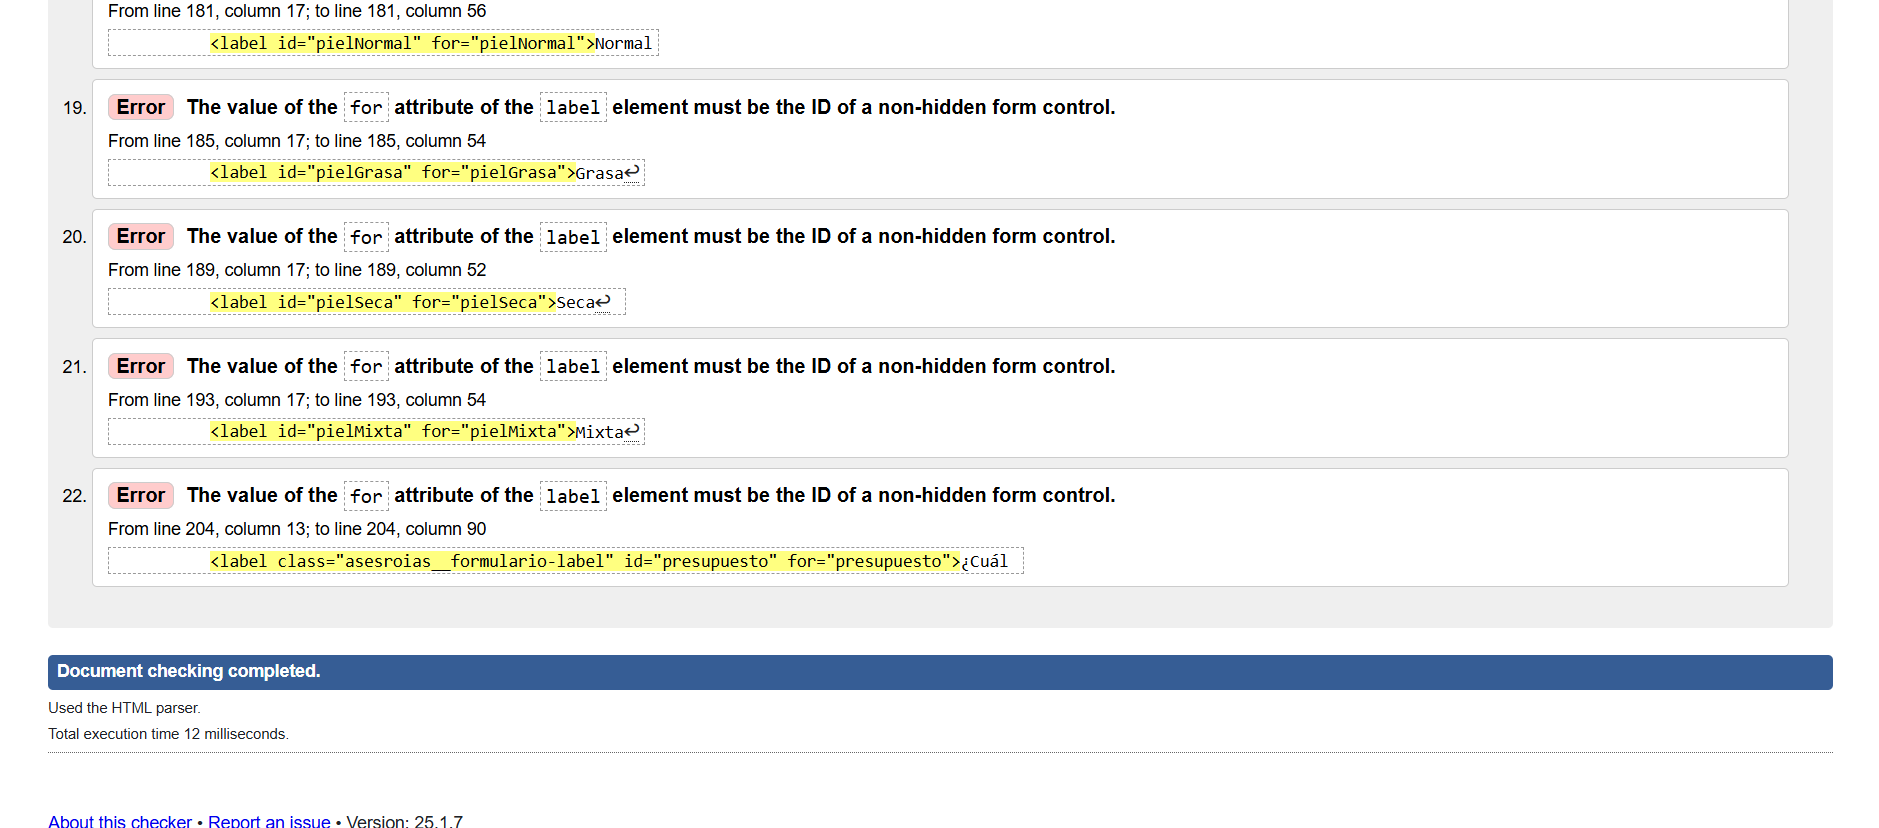 From line 181, column 17; to line 181, column 56
<label id="pielNormal" for="pielNormal">Normal
19. Error The value of the for attribute of the label element must be the ID of a non-hidden form control.
From line 185, column 17; to line 185, column 54
<label id="pielGrasa" for="pielGrasa">Grasa↩
20. Error The value of the for attribute of the label element must be the ID of a non-hidden form control.
From line 189, column 17; to line 189, column 52
<label id="pielSeca" for="pielSeca">Seca↩
21. Error The value of the for attribute of the label element must be the ID of a non-hidden form control.
From line 193, column 17; to line 193, column 54
<label id="pielMixta" for="pielMixta">Mixta↩
22. Error The value of the for attribute of the label element must be the ID of a non-hidden form control.
From line 204, column 13; to line 204, column 90
<label class="asesroias__formulario-label" id="presupuesto" for="presupuesto">¿Cuál
Document checking completed.
Used the HTML parser.
Total execution time 12 milliseconds.
About this checker • Report an issue • Version: 25.1.7